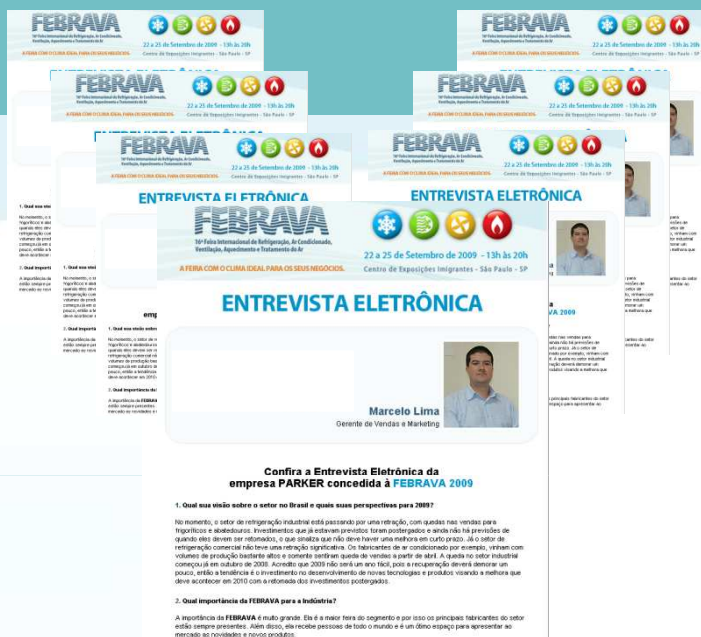 FEBRAVA
16ª Feira Internacional de Refrigeração, Ar Condicionado,
Ventilação, Aquecimento e Tratamento do Ar
22 a 25 de Setembro de 2009 - 13h às 20h
A FEIRA COM O CLIMA IDEAL PARA OS SEUS NEGÓCIOS.
Centro de Exposições Imigrantes - São Paulo - SP
ENTREVISTA ELETRÔNICA
Marcelo Lima
Gerente de Vendas e Marketing
Confira a Entrevista Eletrônica da
empresa PARKER concedida à FEBRAVA 2009
1. Qual sua visão sobre o setor no Brasil e quais suas perspectivas para 2009?
No momento, o setor de refrigeração industrial está passando por uma retração, com quedas nas vendas para
frigoríficos e abatedouros. Investimentos que já estavam previstos foram postergados e ainda não há previsões de
quando eles devem ser retomados, o que sinaliza que não deve haver uma melhora em curto prazo. Já o setor de
refrigeração comercial não teve uma retração significativa. Os fabricantes de ar condicionado por exemplo, vinham com
volumes de produção bastante altos e somente sentiram queda de vendas a partir de abril. A queda no setor industrial
começou já em outubro de 2008. Acredito que 2009 não será um ano fácil, pois a recuperação deverá demorar um
pouco, então a tendência é o investimento no desenvolvimento de novas tecnologias e produtos visando a melhora que
deve acontecer em 2010 com a retomada dos investimentos postergados.
2. Qual importância da FEBRAVA para a Indústria?
A importância da FEBRAVA é muito grande. Ela é a maior feira do segmento e por isso os principais fabricantes do setor
estão sempre presentes. Além disso, ela recebe pessoas de todo o mundo e é um ótimo espaço para apresentar ao
mercado as novidades e novos produtos.